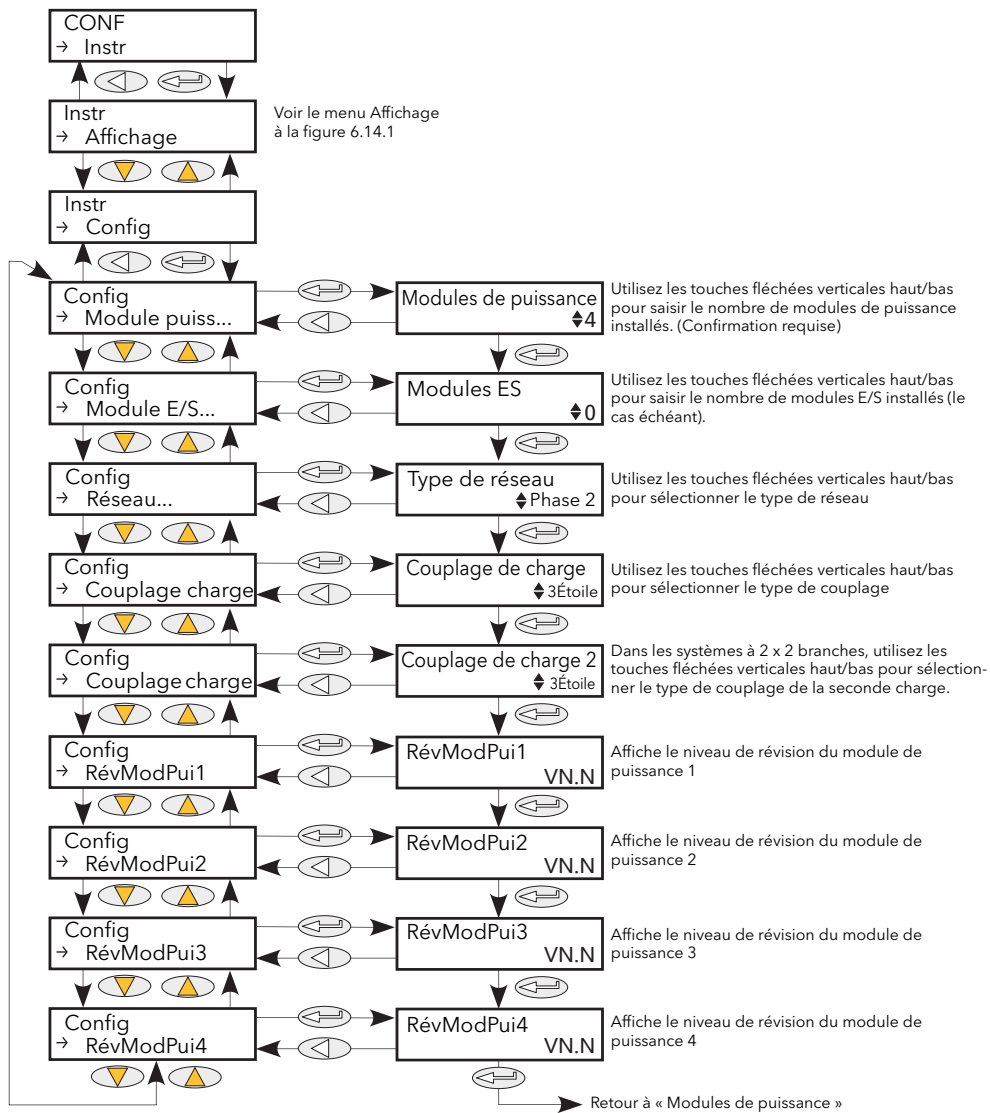 CONF
→ Instr
Instr
→ Affichage
Voir le menu Affichage
à la figure 6.14.1
Instr
→ Config
Config
→ Module puiss...
Modules de puissance
4
Utilisez les touches fléchées verticales haut/bas
pour saisir le nombre de modules de puissance
installés. (Confirmation requise)
Config
→ Module E/S...
Modules ES
0
Utilisez les touches fléchées verticales haut/bas
pour saisir le nombre de modules E/S installés (le
cas échéant).
Config
→ Réseau...
Type de réseau
Phase 2
Utilisez les touches fléchées verticales haut/bas
pour sélectionner le type de réseau
Config
→ Couplage charge
Couplage de charge
3Étoile
Utilisez les touches fléchées verticales haut/bas
pour sélectionner le type de couplage
Config
→ Couplage charge
Couplage de charge 2
3Étoile
Dans les systèmes à 2 x 2 branches, utilisez les
touches fléchées verticales haut/bas pour sélection-
ner le type de couplage de la seconde charge.
Config
→ RévModPui1
RévModPui1
VN.N
Affiche le niveau de révision du module de
puissance 1
Config
→ RévModPui2
RévModPui2
VN.N
Affiche le niveau de révision du module de
puissance 2
Config
→ RévModPui3
RévModPui3
VN.N
Affiche le niveau de révision du module de
puissance 3
Config
→ RévModPui4
RévModPui4
VN.N
Affiche le niveau de révision du module de
puissance 4
Retour à « Modules de puissance »